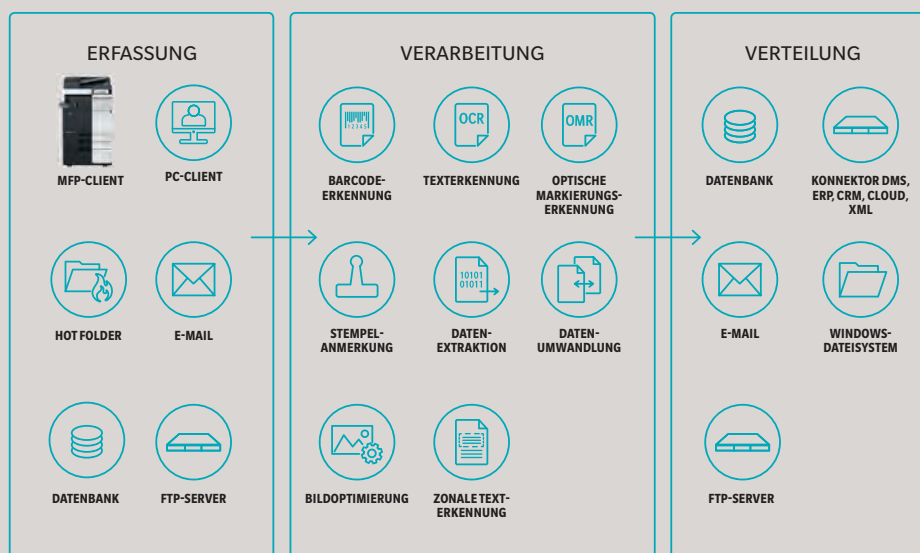 ERFASSUNG
MFP-CLIENT
PC-CLIENT
HOT FOLDER
E-MAIL
DATENBANK
FTP-SERVER
VERARBEITUNG
12345
BARCODE-
ERKENNUNG
OCR
TEXTERKENNUNG
OMR
OPTISCHE
MARKIERUNGS-
ERKENNUNG
STEMPEL-
ANMERKUNG
10101
01011
DATEN-
EXTRAKTION
DATEN-
UMWANDLUNG
BILDOPTIMIERUNG
ZONALE TEXT-
ERKENNUNG
VERTEILUNG
DATENBANK
KONNEKTOR DMS,
ERP, CRM, CLOUD,
XML
E-MAIL
WINDOWS-
DATEISYSTEM
FTP-SERVER